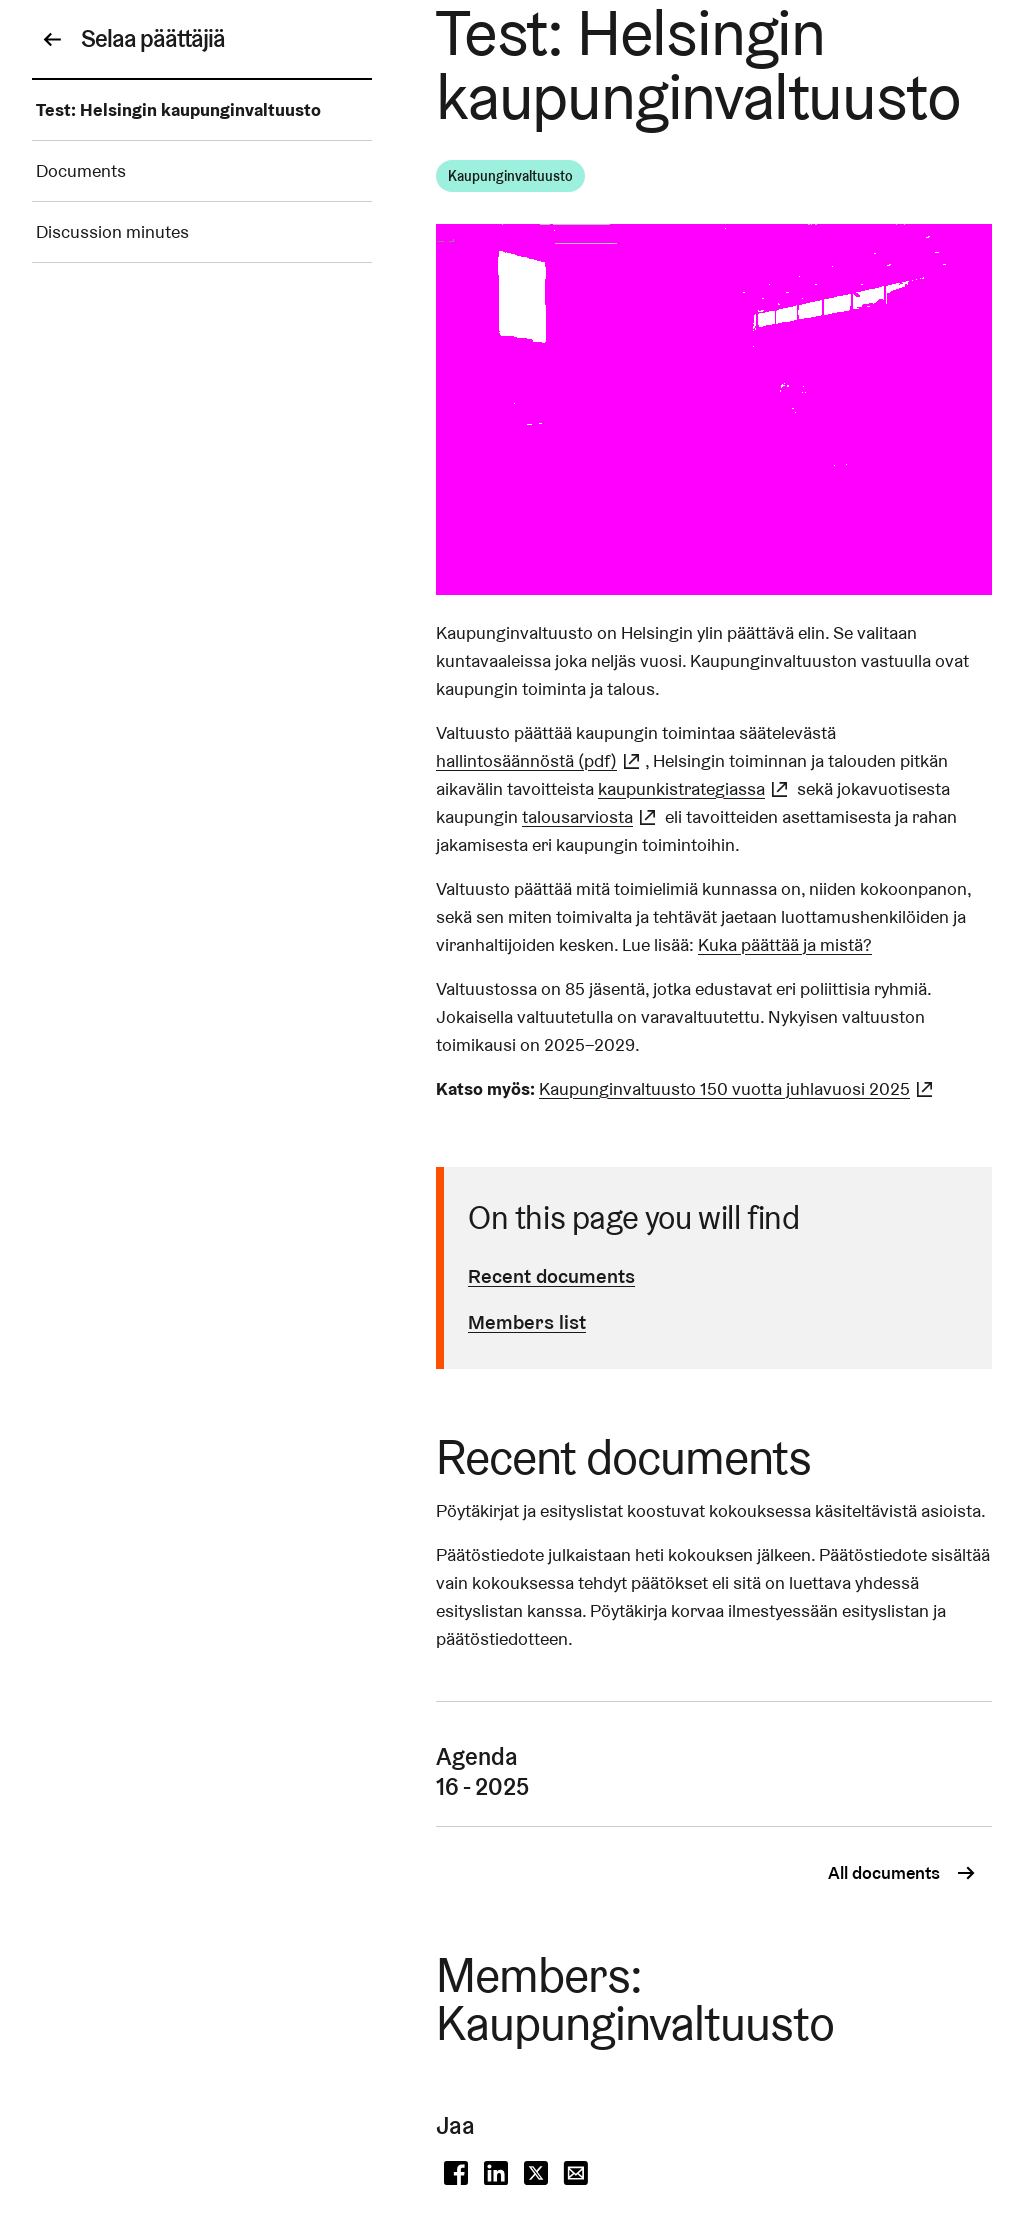 Selaa päättäjiä
Test: Helsingin kaupunginvaltuusto
Documents
Discussion minutes
Test: Helsingin
kaupunginvaltuusto
Kaupunginvaltuusto
Kaupunginvaltuusto on Helsingin ylin päättävä elin. Se valitaan
kuntavaaleissa joka neljäs vuosi. Kaupunginvaltuuston vastuulla ovat
kaupungin toiminta ja talous.
Valtuusto päättää kaupungin toimintaa säätelevästä
hallintosäännöstä (pdf) , Helsingin toiminnan ja talouden pitkän
aikavälin tavoitteista kaupunkistrategiassa sekä jokavuotisesta
kaupungin talousarviosta eli tavoitteiden asettamisesta ja rahan
jakamisesta eri kaupungin toimintoihin.
Valtuusto päättää mitä toimielimiä kunnassa on, niiden kokoonpanon,
sekä sen miten toimivalta ja tehtävät jaetaan luottamushenkilöiden ja
viranhaltijoiden kesken. Lue lisää: Kuka päättää ja mistä?
Valtuustossa on 85 jäsentä, jotka edustavat eri poliittisia ryhmiä.
Jokaisella valtuutetulla on varavaltuutettu. Nykyisen valtuuston
toimikausi on 2025–2029.
Katso myös: Kaupunginvaltuusto 150 vuotta juhlavuosi 2025
On this page you will find
Recent documents
Members list
Recent documents
Pöytäkirjat ja esityslistat koostuvat kokouksessa käsiteltävistä asioista.
Päätöstiedote julkaistaan heti kokouksen jälkeen. Päätöstiedote sisältää
vain kokouksessa tehdyt päätökset eli sitä on luettava yhdessä
esityslistan kanssa. Pöytäkirja korvaa ilmestyessään esityslistan ja
päätöstiedotteen.
Agenda
16 - 2025
All documents
Members:
Kaupunginvaltuusto
Jaa